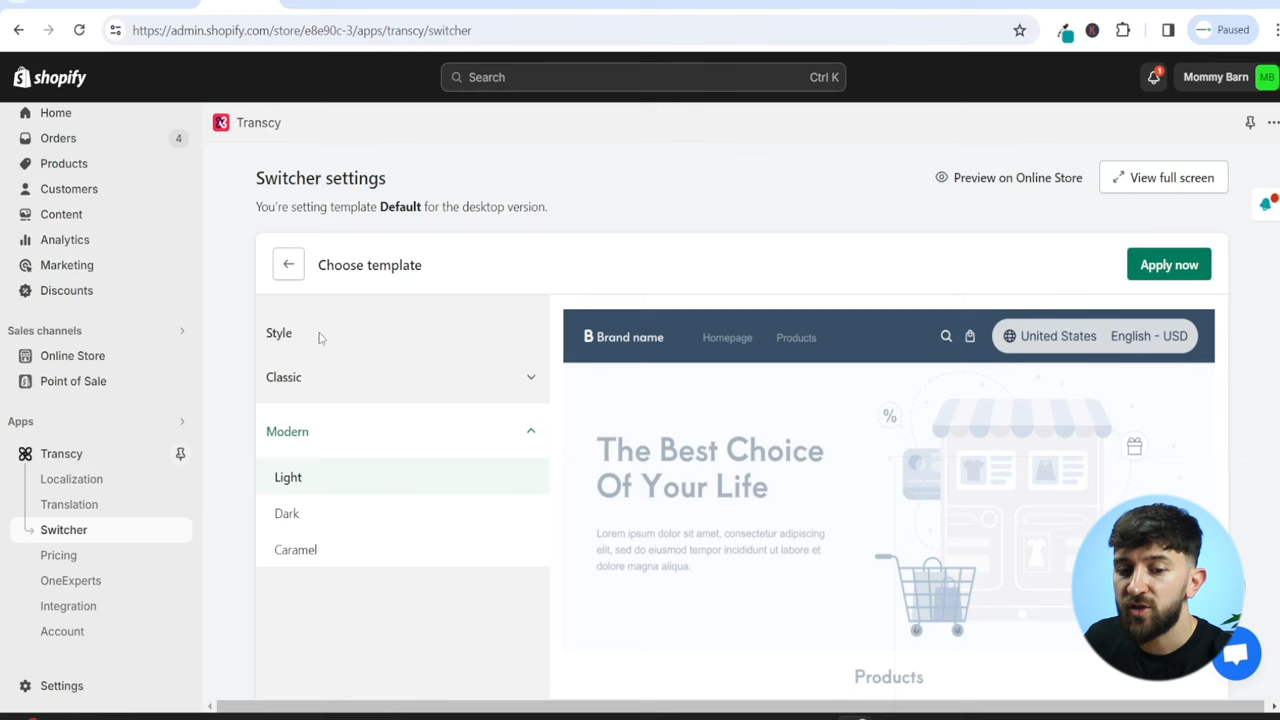 https://admin.shopify.com/store/e8e90c-3/apps/transcy/switcher
Paused
shopify
Search
Ctrl K
1
Mommy Barn
MB
Home
Orders
4
Products
Customers
Content
Analytics
Marketing
Discounts
Sales channels
Online Store
Point of Sale
Apps
Transcy
Localization
Translation
Switcher
Pricing
OneExperts
Integration
Account
Settings
Transcy
Switcher settings
Preview on Online Store
View full screen
You're setting template Default for the desktop version.
Choose template
Apply now
Style
Classic
Modern
Light
Dark
Caramel
B Brand name
Homepage
Products
United States
English - USD
The Best Choice
Of Your Life
Lorem ipsum dolor sit amet, consectetur adipiscing
elit, sed do eiusmod tempor incididunt ut labore et
dolore magna aliqua.
%
Products